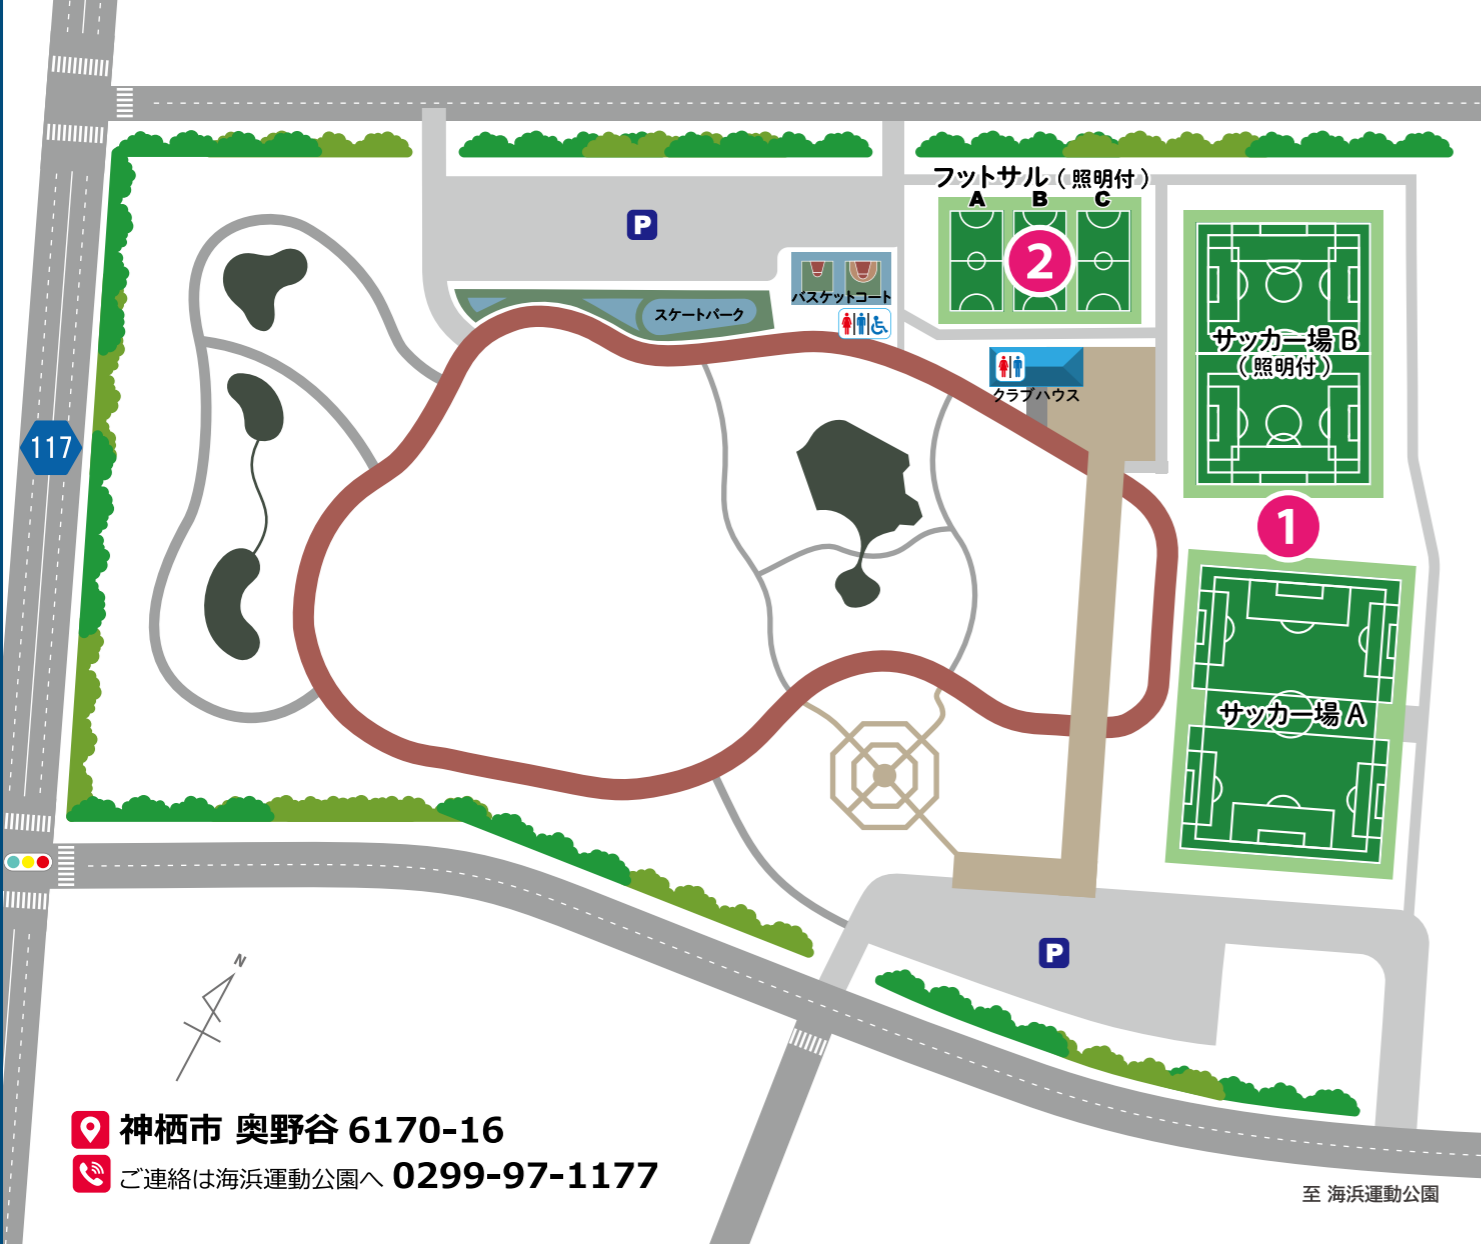 フットサル（照明付）
A B C
2
P
バスケットコート
スケートパーク
サッカー場 B
（照明付）
クラブハウス
117
1
サッカー場 A
P
N
神栖市 奥野谷 6170-16
ご連絡は海浜運動公園へ 0299-97-1177
至 海浜運動公園